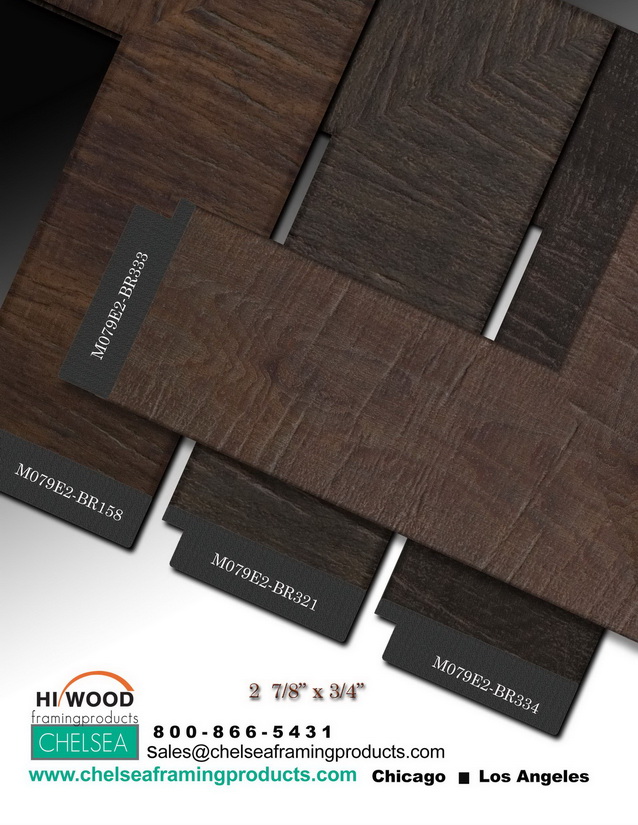 M079E2-BR333
M079E2-BR158
M079E2-BR321
M079E2-BR334
2 7/8" x 3/4"
HI/WOOD
framingproducts
CHELSEA
800-866-5431
Sales@chelseaframingproducts.com
www.chelseaframingproducts.com Chicago ■ Los Angeles